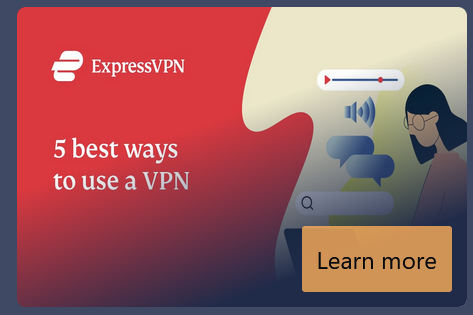 ExpressVPN
5 best ways
to use a VPN
Learn more